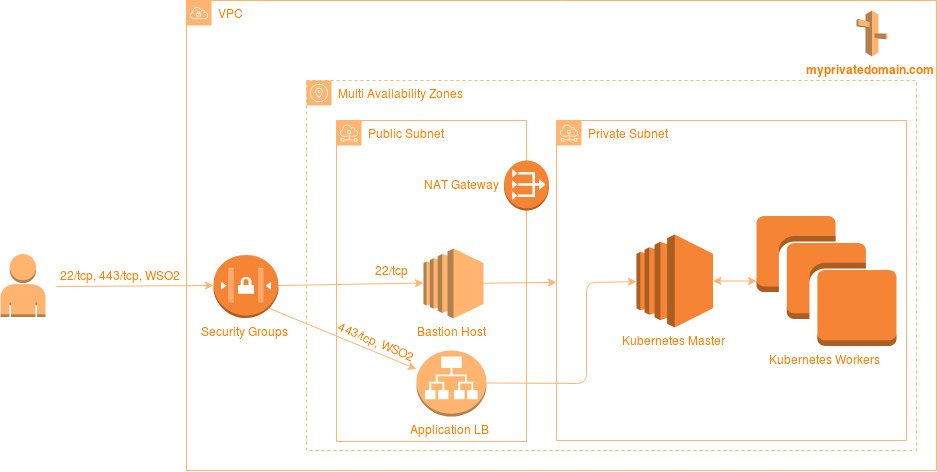 VPC
myprivatedomain.com
Multi Availability Zones
Public Subnet
Private Subnet
NAT Gateway
22/tcp, 443/tcp, WSO2
22/tcp
Security Groups
Bastion Host
443/tcp, WSO2
Kubernetes Master
Kubernetes Workers
Application LB